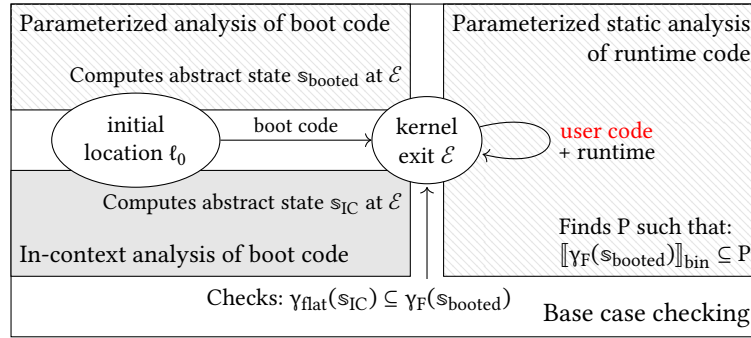 Parameterized analysis of boot code
Computes abstract state 𝕤booted at ℰ
Parameterized static analysis
of runtime code
initial
location ℓ0
boot code
kernel
exit ℰ
user code
+ runtime
Computes abstract state 𝕤IC at ℰ
In-context analysis of boot code
Finds P such that:
⟦γF(𝕤booted)⟧bin ⊆ P
Checks: γflat(𝕤IC) ⊆ γF(𝕤booted)
Base case checking